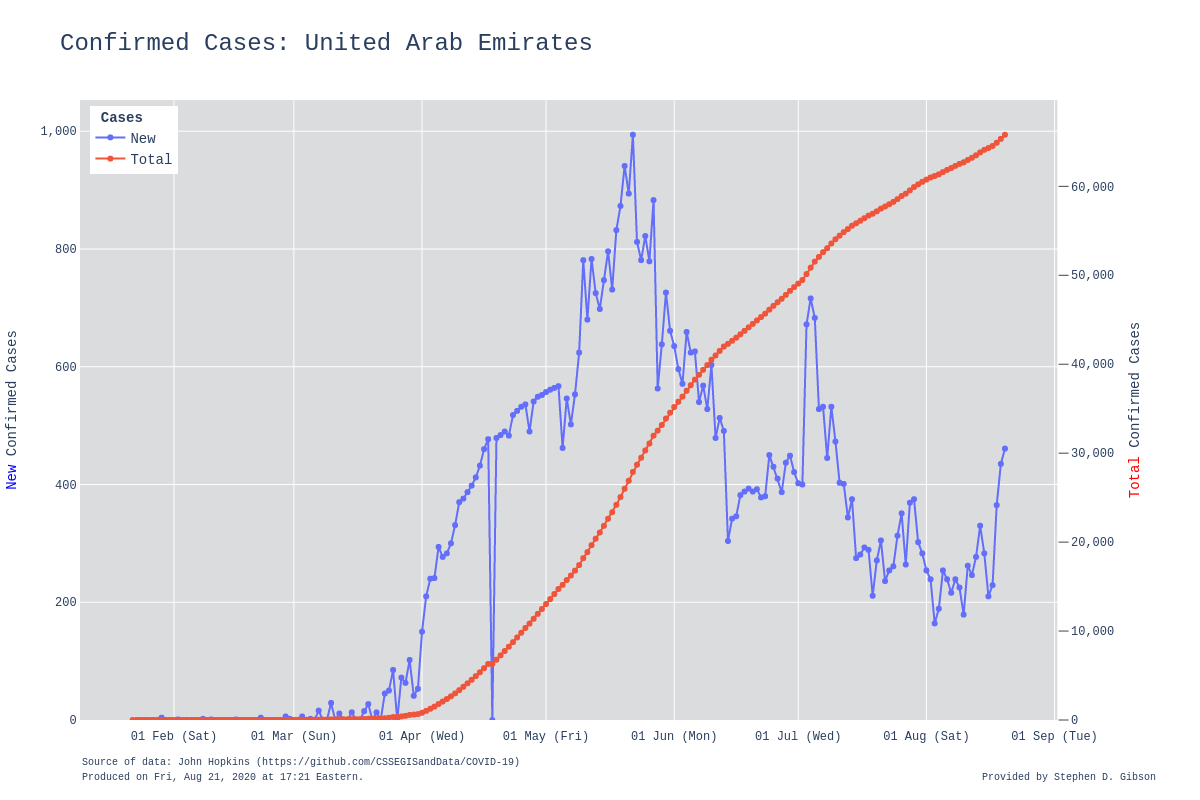 Confirmed Cases: United Arab Emirates
Cases
New
Total
1,000
800
600
400
200
0
60,000
50,000
40,000
30,000
20,000
10,000
0
New Confirmed Cases
Total Confirmed Cases
01 Feb (Sat) 01 Mar (Sun) 01 Apr (Wed) 01 May (Fri) 01 Jun (Mon) 01 Jul (Wed) 01 Aug (Sat) 01 Sep (Tue)
Source of data: John Hopkins (https://github.com/CSSEGISandData/COVID-19)
Produced on Fri, Aug 21, 2020 at 17:21 Eastern.
Provided by Stephen D. Gibson